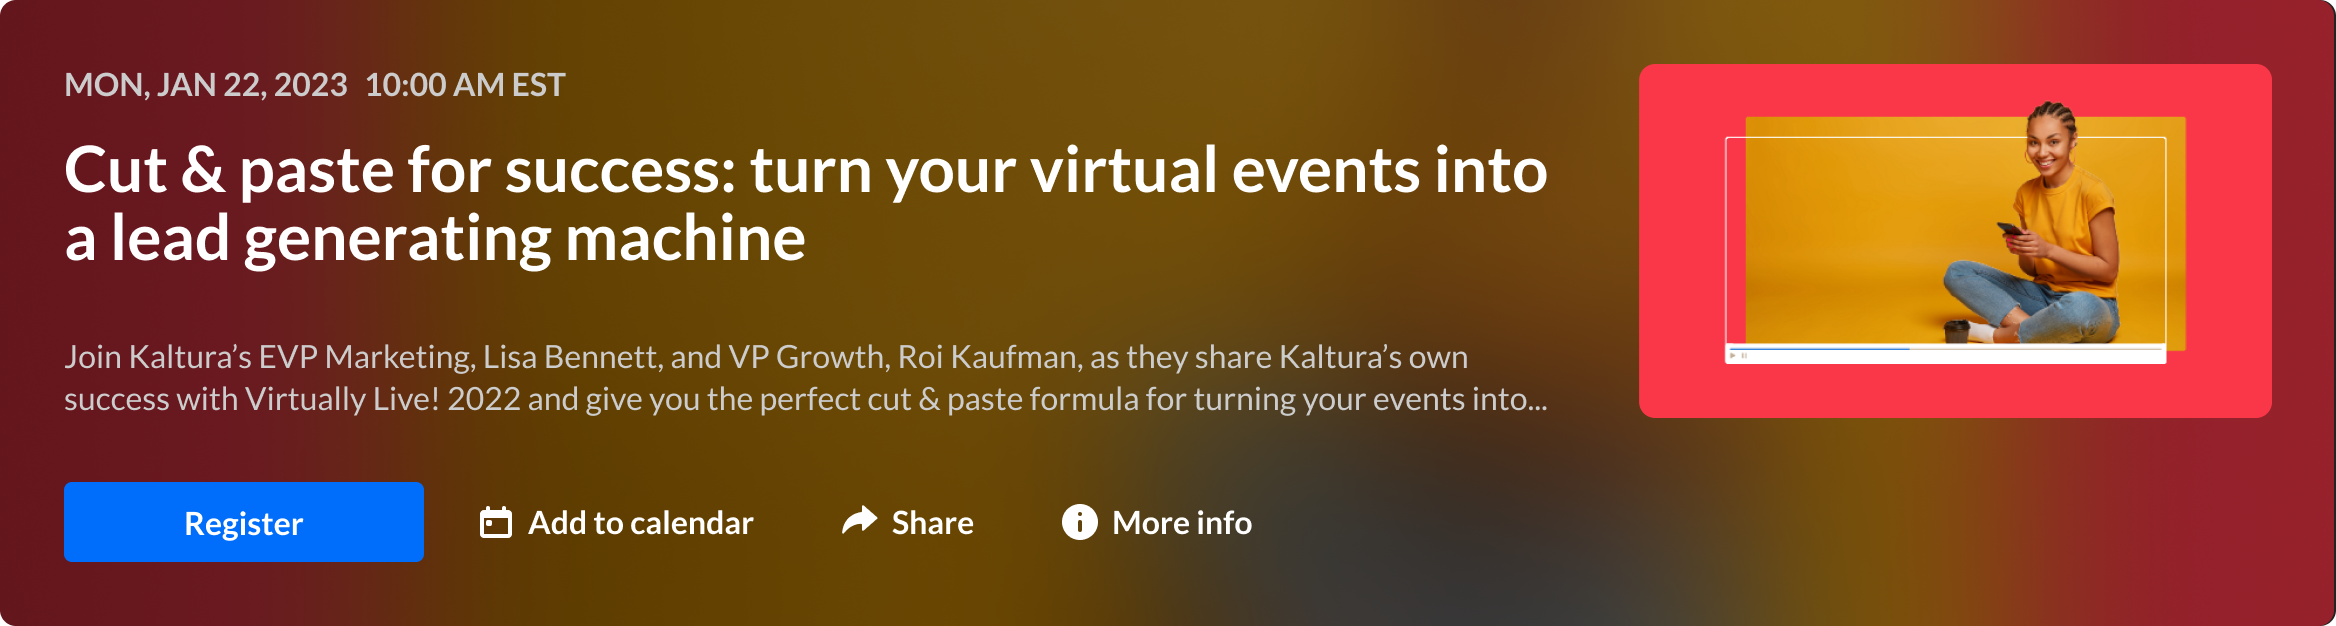 MON, JAN 22, 2023 10:00 AM EST
Cut & paste for success: turn your virtual events into
a lead generating machine
Join Kaltura’s EVP Marketing, Lisa Bennett, and VP Growth, Roi Kaufman, as they share Kaltura’s own
success with Virtually Live! 2022 and give you the perfect cut & paste formula for turning your events into...
Register
Add to calendar
Share
More info